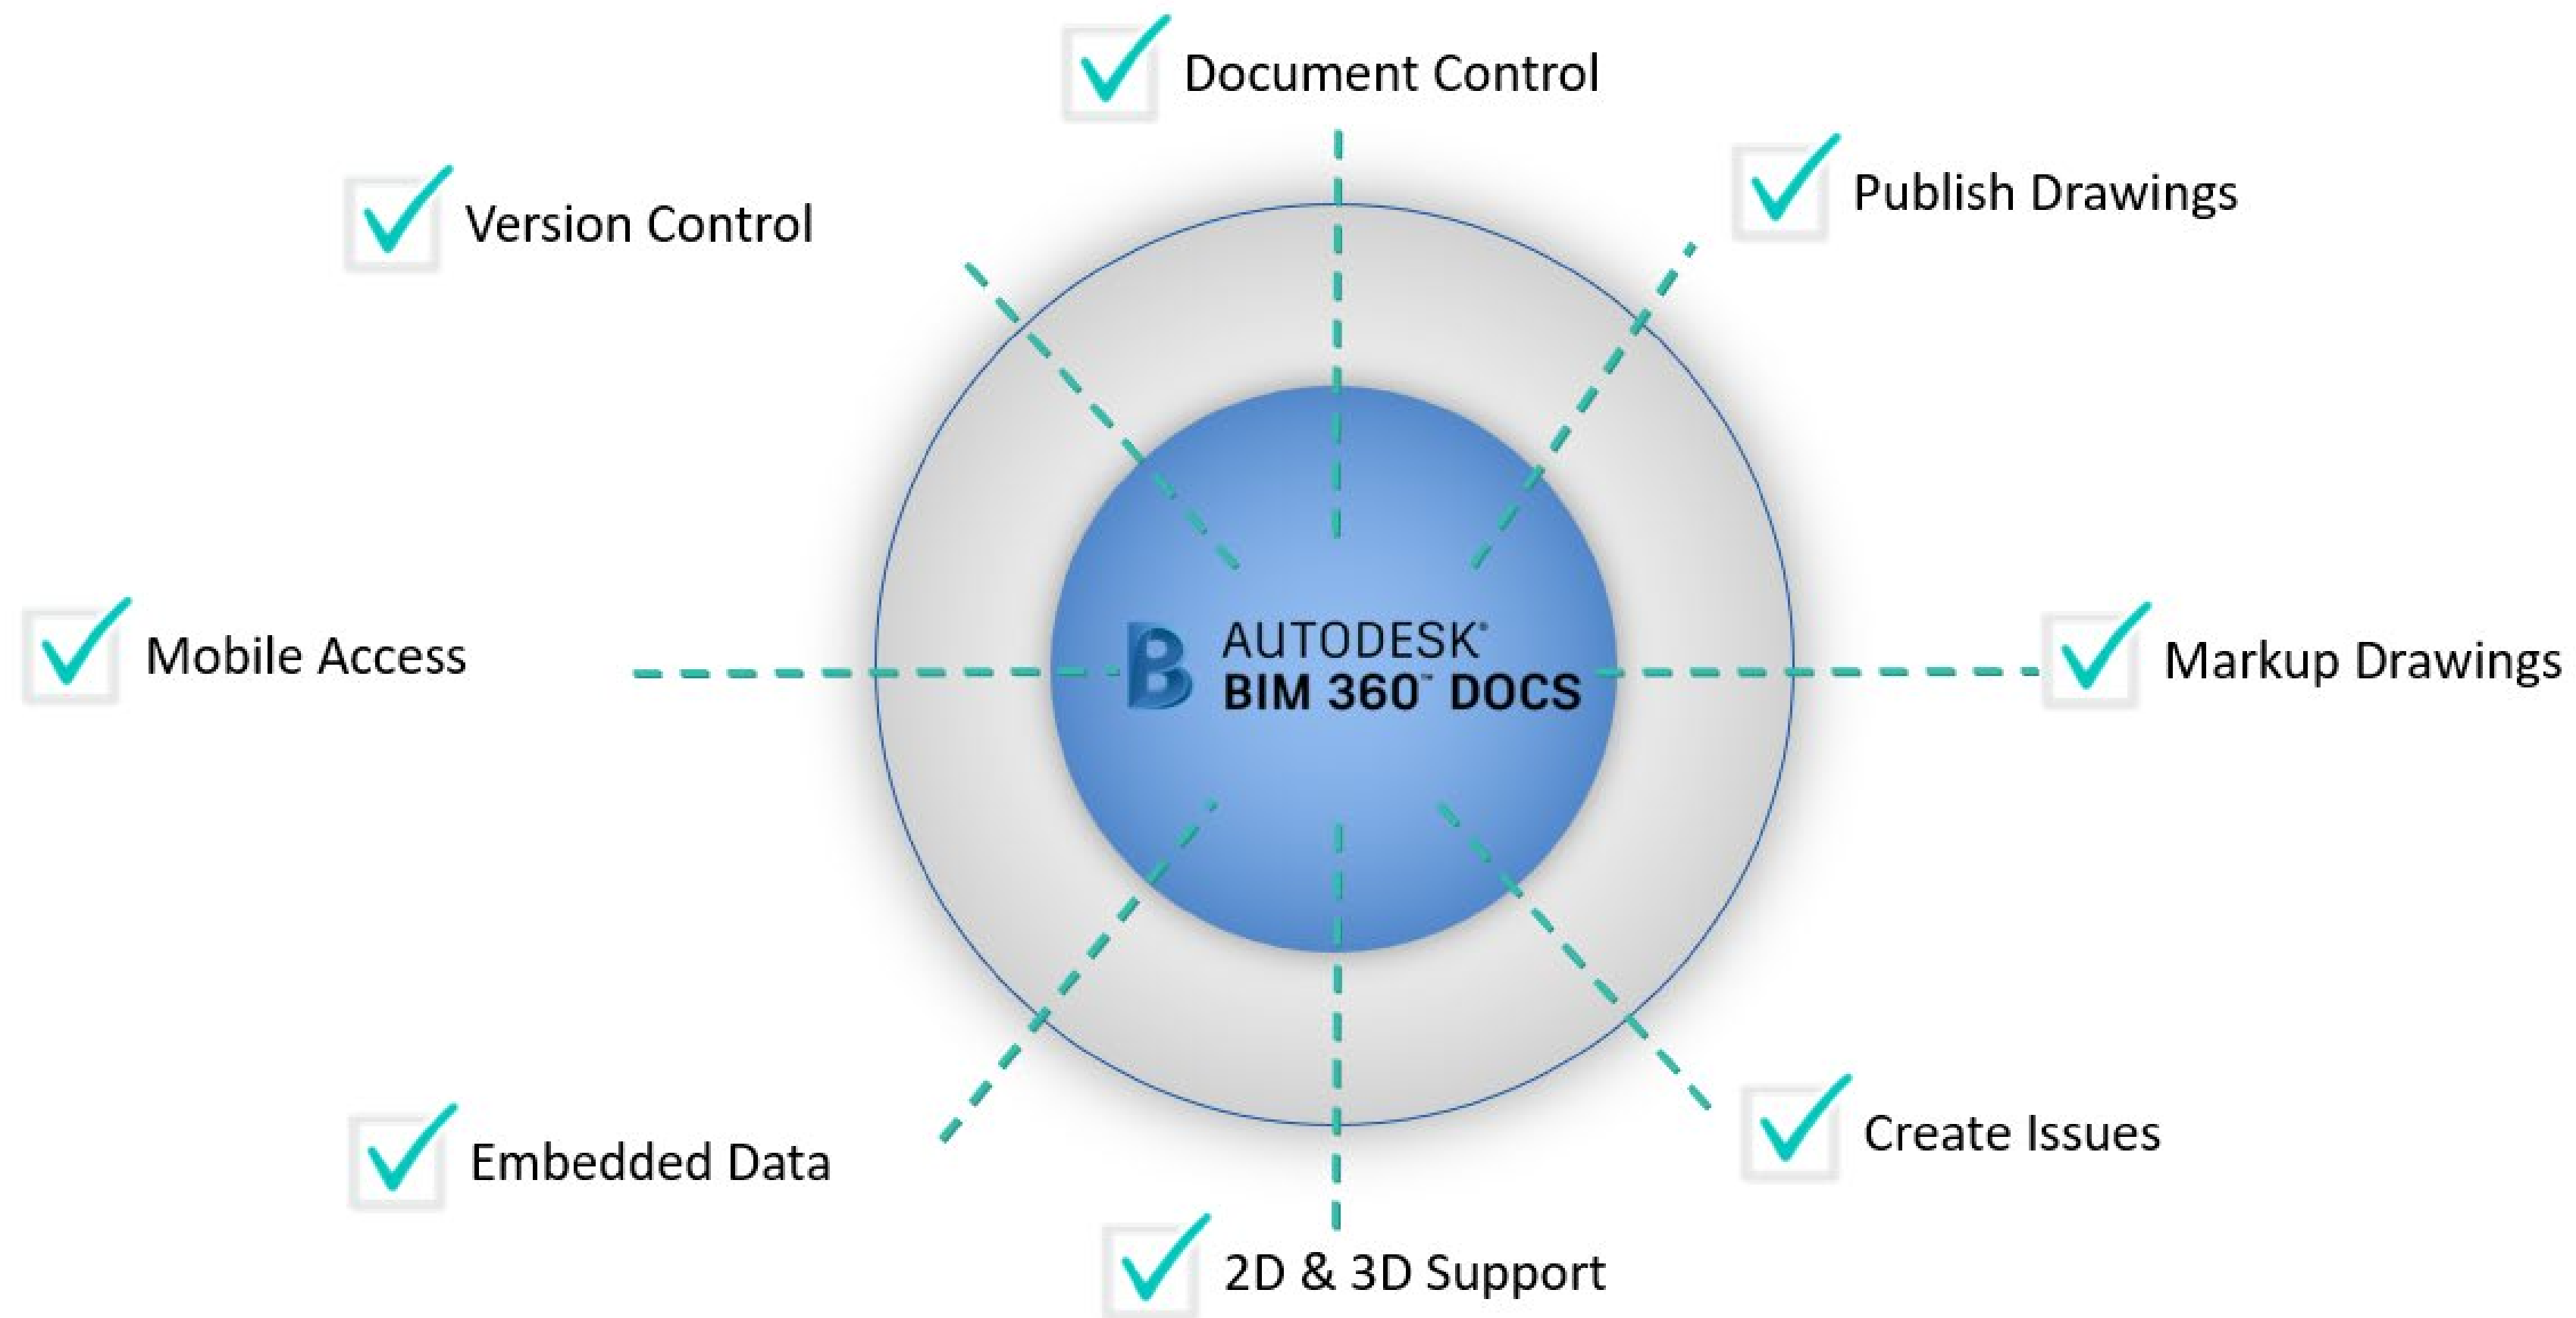 Document Control
Publish Drawings
Version Control
Mobile Access
AUTODESK®
BIM 360™ DOCS
Markup Drawings
Create Issues
Embedded Data
2D & 3D Support